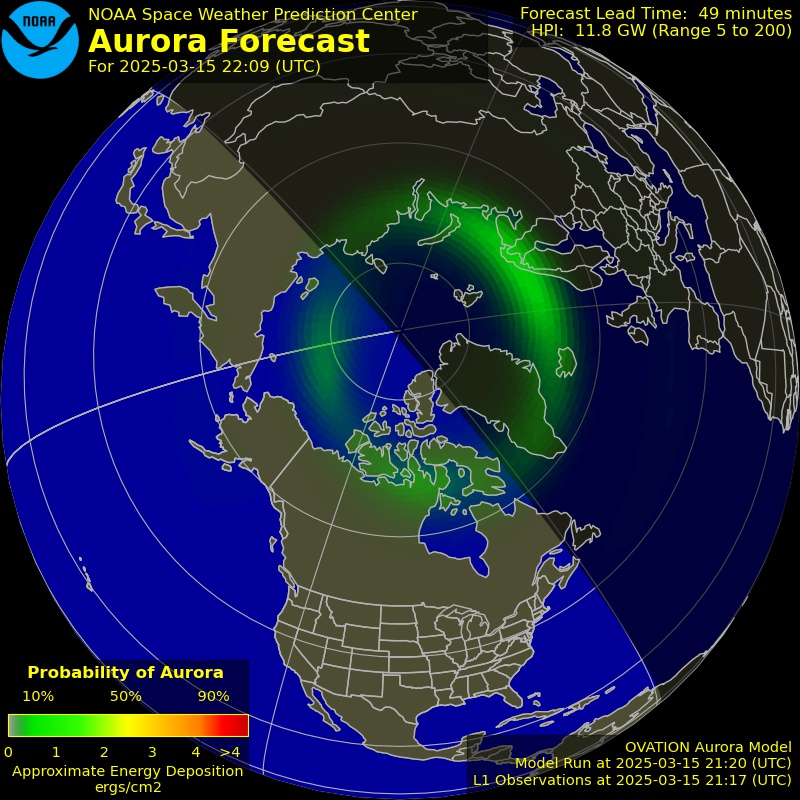 NOAA
NOAA Space Weather Prediction Center
Aurora Forecast
For 2025-03-15 22:09 (UTC)
Forecast Lead Time: 49 minutes
HPI: 11.8 GW (Range 5 to 200)
Probability of Aurora
10% 50% 90%
0 1 2 3 4 >4
Approximate Energy Deposition
ergs/cm2
OVATION Aurora Model
Model Run at 2025-03-15 21:20 (UTC)
L1 Observations at 2025-03-15 21:17 (UTC)